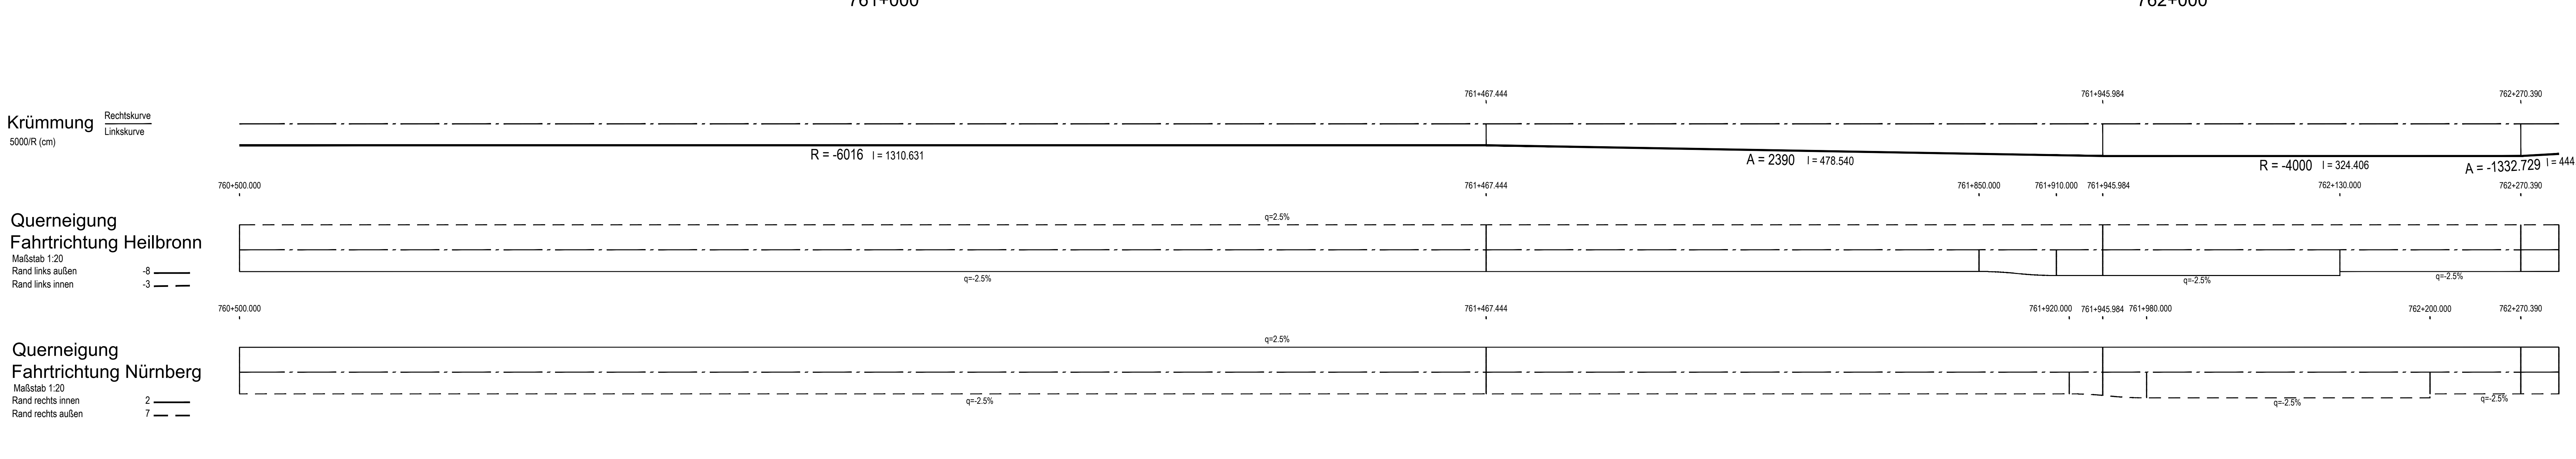 761+000 762+000
761+467.444 761+945.984 762+270.390
Krümmung Rechtskurve
Linkskurve
5000/R (cm)
R = -6016 l = 1310.631 A = 2390 l = 478.540 R = -4000 l = 324.406 A = -1332.729 l = 444
760+500.000 761+467.444 761+850.000 761+910.000 761+945.984 762+130.000 762+270.390
Querneigung
q=2.5%
Fahrtrichtung Heilbronn
Maßstab 1:20
Rand links außen -8
q=-2.5% q=-2.5% q=-2.5%
Rand links innen -3
760+500.000 761+467.444 761+920.000 761+945.984 761+980.000 762+200.000 762+270.390
q=2.5%
Querneigung
Fahrtrichtung Nürnberg
Maßstab 1:20
Rand rechts innen 2
q=-2.5% q=-2.5% q=-2.5%
Rand rechts außen 7